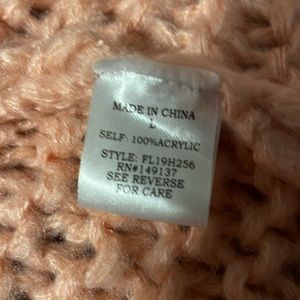 MADE IN CHINA
L
SELF: 100%ACRYLIC
STYLE: FL19H256
RN#149137
SEE REVERSE
FOR CARE